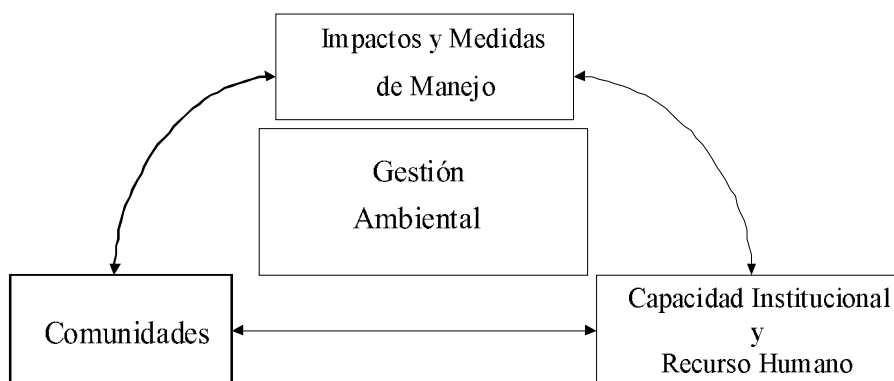 Impactos y Medidas
de Manejo
Gestión
Ambiental
Comunidades
Capacidad Institucional
y
Recurso Humano